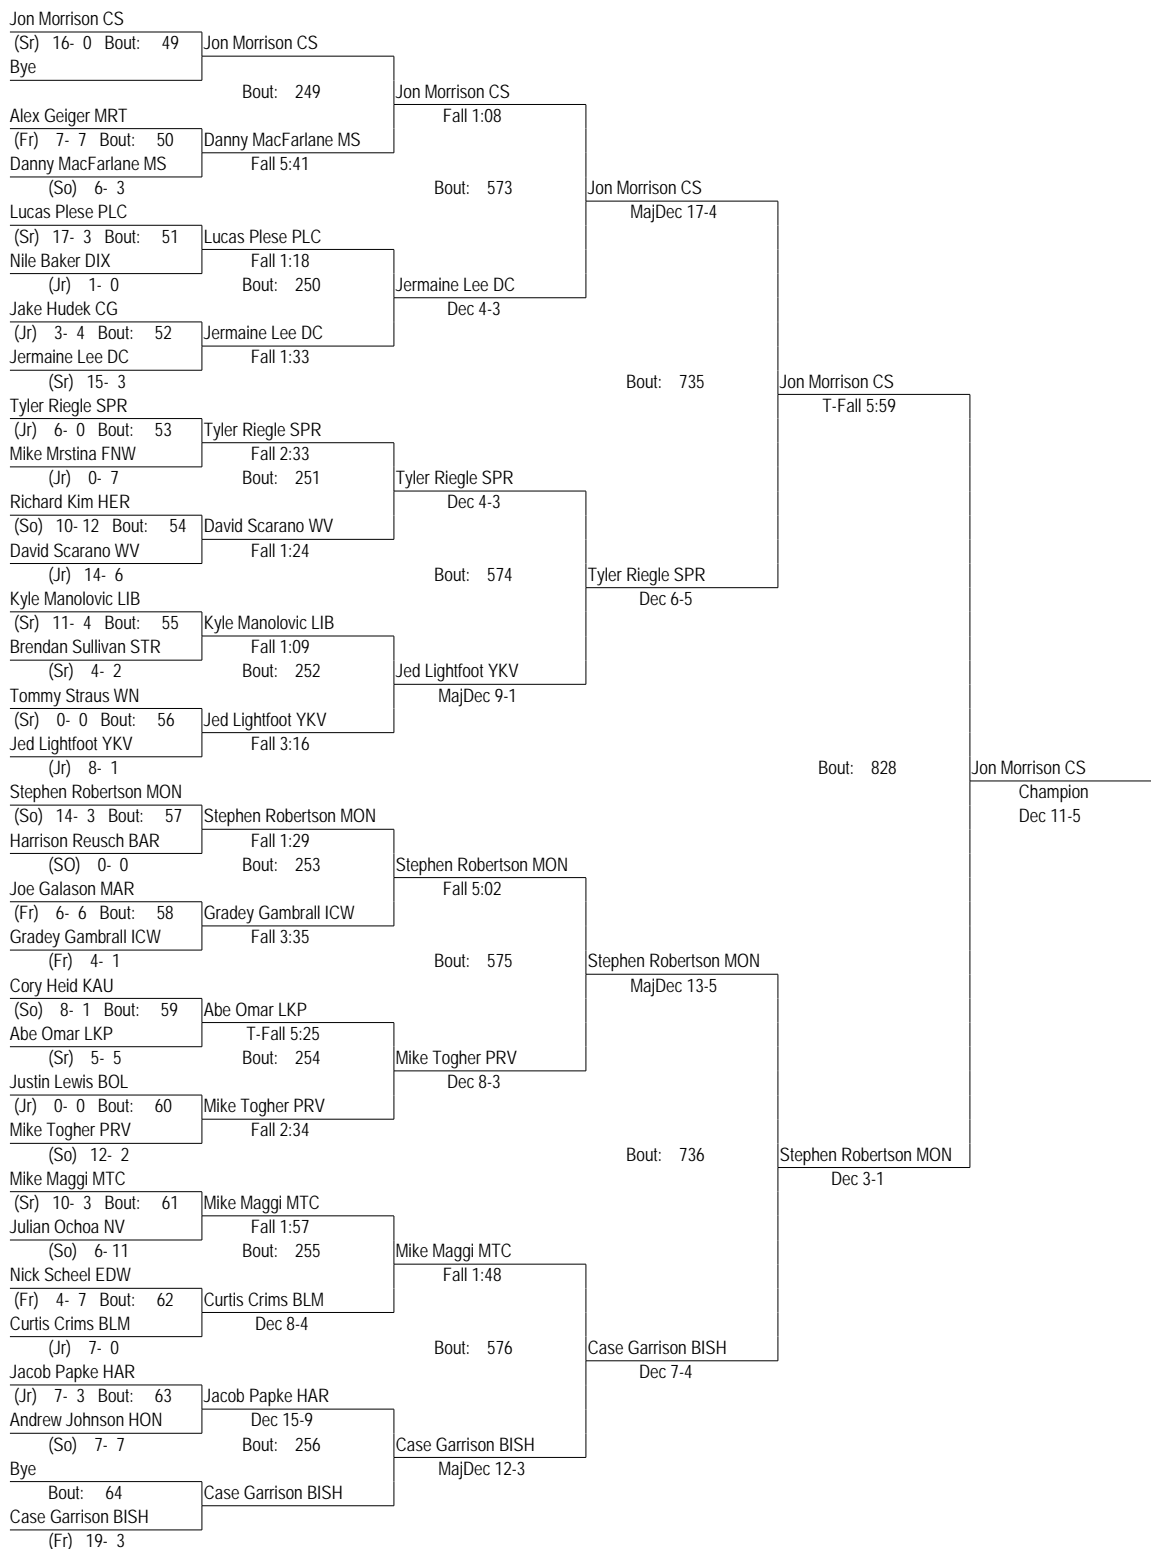 Jon Morrison CS
(Sr) 16- 0 Bout: 49 Jon Morrison CS
Bye
Bout: 249 Jon Morrison CS
Alex Geiger MRT Fall 1:08
(Fr) 7- 7 Bout: 50 Danny MacFarlane MS
Danny MacFarlane MS Fall 5:41
(So) 6- 3 Bout: 573 Jon Morrison CS
Lucas Plese PLC MajDec 17-4
(Sr) 17- 3 Bout: 51 Lucas Plese PLC
Nile Baker DIX Fall 1:18
(Jr) 1- 0 Bout: 250 Jermaine Lee DC
Jake Hudek CG Dec 4-3
(Jr) 3- 4 Bout: 52 Jermaine Lee DC
Jermaine Lee DC Fall 1:33
(Sr) 15- 3 Bout: 735 Jon Morrison CS
Tyler Riegle SPR T-Fall 5:59
(Jr) 6- 0 Bout: 53 Tyler Riegle SPR
Mike Mrstina FNW Fall 2:33
(Jr) 0- 7 Bout: 251 Tyler Riegle SPR
Richard Kim HER Dec 4-3
(So) 10- 12 Bout: 54 David Scarano WV
David Scarano WV Fall 1:24
(Jr) 14- 6 Bout: 574 Tyler Riegle SPR
Kyle Manolovic LIB Dec 6-5
(Sr) 11- 4 Bout: 55 Kyle Manolovic LIB
Brendan Sullivan STR Fall 1:09
(Sr) 4- 2 Bout: 252 Jed Lightfoot YKV
Tommy Straus WN MajDec 9-1
(Sr) 0- 0 Bout: 56 Jed Lightfoot YKV
Jed Lightfoot YKV Fall 3:16
(Jr) 8- 1 Bout: 828 Jon Morrison CS
Stephen Robertson MON Champion
(So) 14- 3 Bout: 57 Stephen Robertson MON Dec 11-5
Harrison Reusch BAR Fall 1:29
(SO) 0- 0 Bout: 253 Stephen Robertson MON
Joe Galason MAR Fall 5:02
(Fr) 6- 6 Bout: 58 Gradey Gambrall ICW
Gradey Gambrall ICW Fall 3:35
(Fr) 4- 1 Bout: 575 Stephen Robertson MON
Cory Heid KAU MajDec 13-5
(So) 8- 1 Bout: 59 Abe Omar LKP
Abe Omar LKP T-Fall 5:25
(Sr) 5- 5 Bout: 254 Mike Togher PRV
Justin Lewis BOL Dec 8-3
(Jr) 0- 0 Bout: 60 Mike Togher PRV
Mike Togher PRV Fall 2:34
(So) 12- 2 Bout: 736 Stephen Robertson MON
Mike Maggi MTC Dec 3-1
(Sr) 10- 3 Bout: 61 Mike Maggi MTC
Julian Ochoa NV Fall 1:57
(So) 6- 11 Bout: 255 Mike Maggi MTC
Nick Scheel EDW Fall 1:48
(Fr) 4- 7 Bout: 62 Curtis Crims BLM
Curtis Crims BLM Dec 8-4
(Jr) 7- 0 Bout: 576 Case Garrison BISH
Jacob Papke HAR Dec 7-4
(Jr) 7- 3 Bout: 63 Jacob Papke HAR
Andrew Johnson HON Dec 15-9
(So) 7- 7 Bout: 256 Case Garrison BISH
Bye MajDec 12-3
Bout: 64 Case Garrison BISH
Case Garrison BISH
(Fr) 19- 3